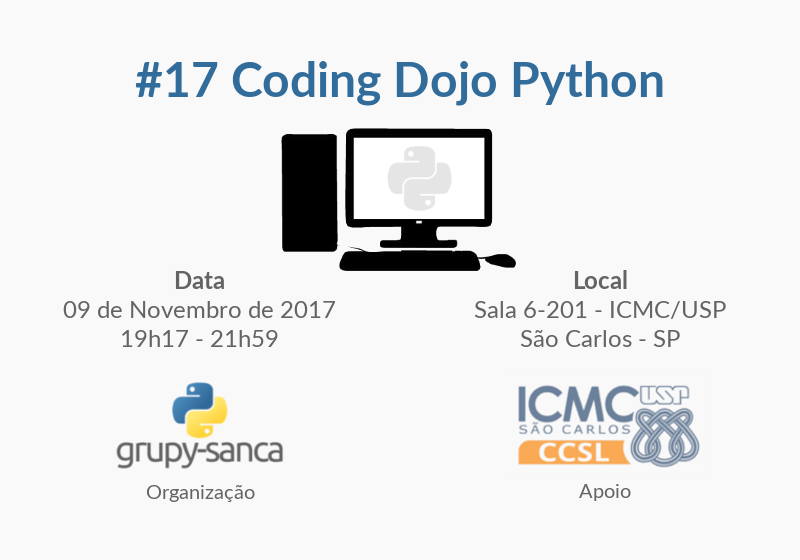 #17 Coding Dojo Python
Data
09 de Novembro de 2017
19h17 - 21h59
Local
Sala 6-201 - ICMC/USP
São Carlos - SP
grupy-sanca
Organização
ICMC USP
SÃO CARLOS
CCSL
Apoio